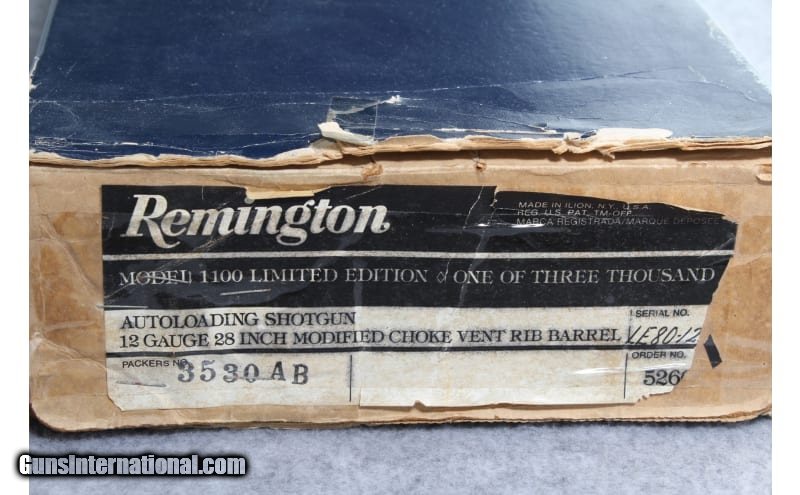 Remington
MADE IN ILION, N.Y., U.S.A.
REG. U.S. PAT. TM-OFF.
MARCA REGISTRADA/MARQUE DEPOSEE
MODEL 1100 LIMITED EDITION ONE OF THREE THOUSAND
AUTOLOADING SHOTGUN
12 GAUGE 28 INCH MODIFIED CHOKE VENT RIB BARREL
SERIAL NO.
LE80-12
PACKERS NO.
3530 AB
ORDER NO.
526
GunsInternational.com